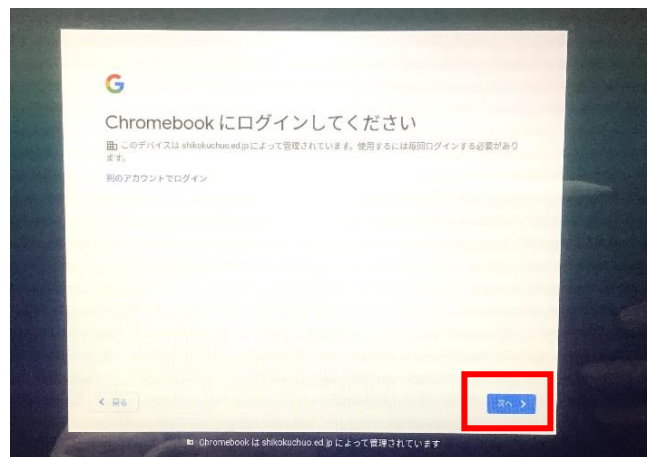 G
Chromebook にログインしてください
このデバイスは shikokuchuo.ed.jp によって管理されています。使用するには毎回ログインする必要があり
ます。
別のアカウントでログイン
< 戻る
次へ >
Chromebook は shikokuchuo.ed.jp によって管理されています